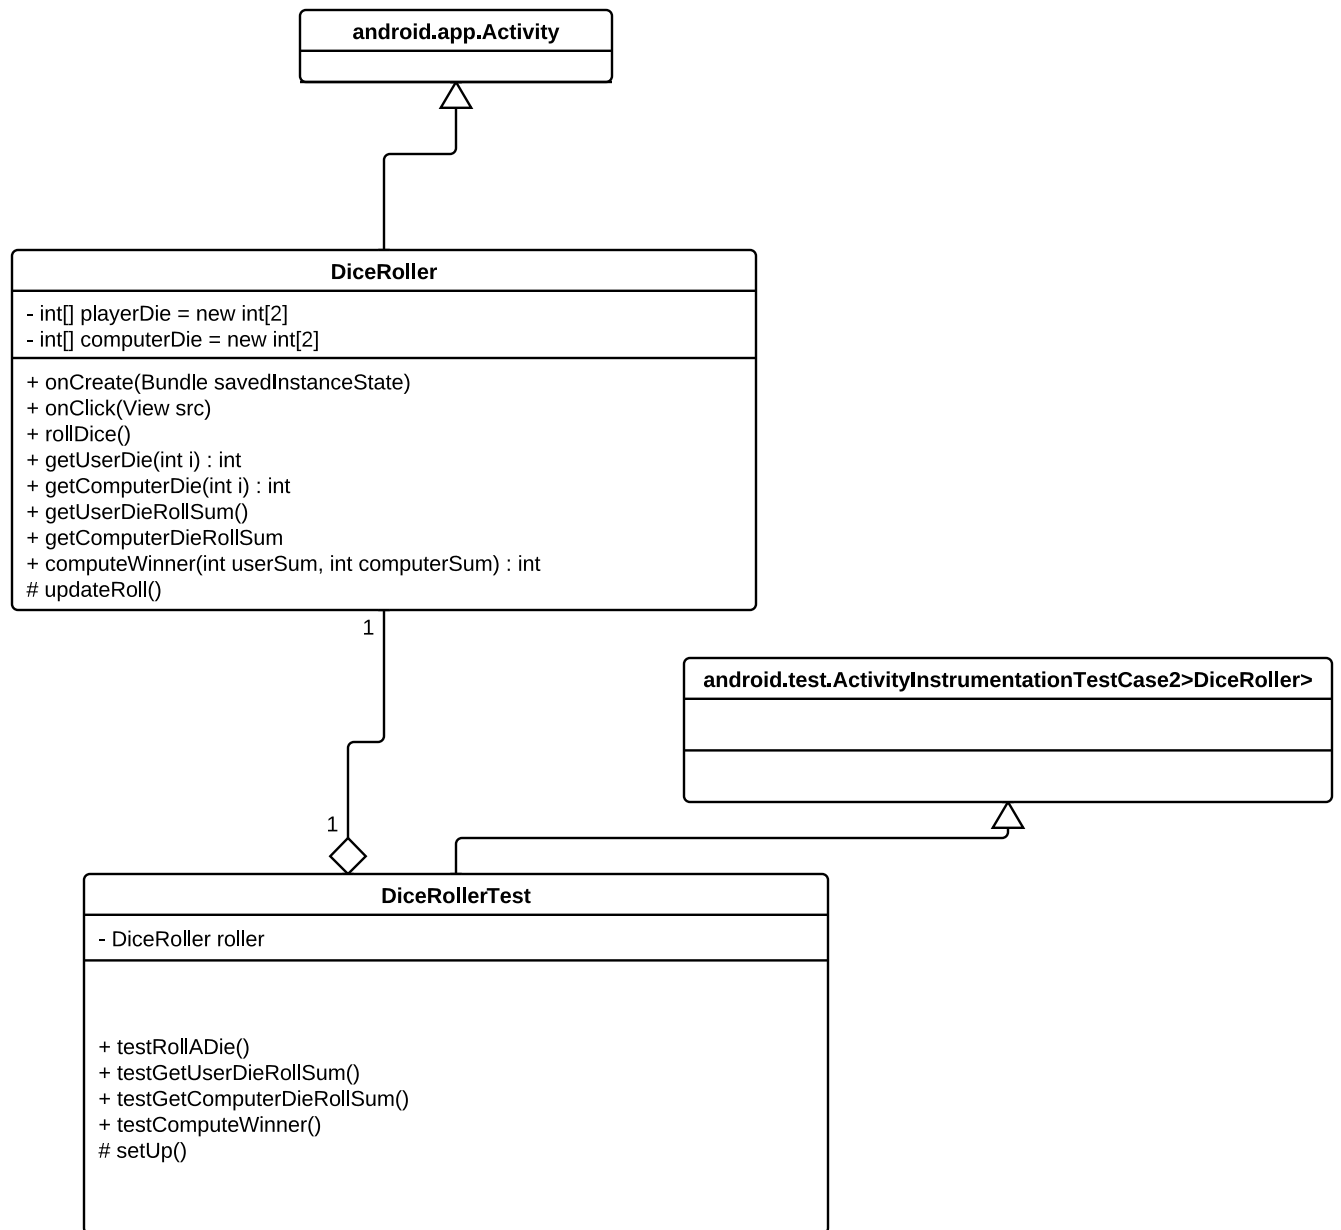 android.app.Activity
DiceRoller
- int[] playerDie = new int[2]
- int[] computerDie = new int[2]
+ onCreate(Bundle savedInstanceState)
+ onClick(View src)
+ rollDice()
+ getUserDie(int i) : int
+ getComputerDie(int i) : int
+ getUserDieRollSum()
+ getComputerDieRollSum
+ computeWinner(int userSum, int computerSum) : int
# updateRoll()
1
android.test.ActivityInstrumentationTestCase2>DiceRoller>
1
DiceRollerTest
- DiceRoller roller
+ testRollADie()
+ testGetUserDieRollSum()
+ testGetComputerDieRollSum()
+ testComputeWinner()
# setUp()